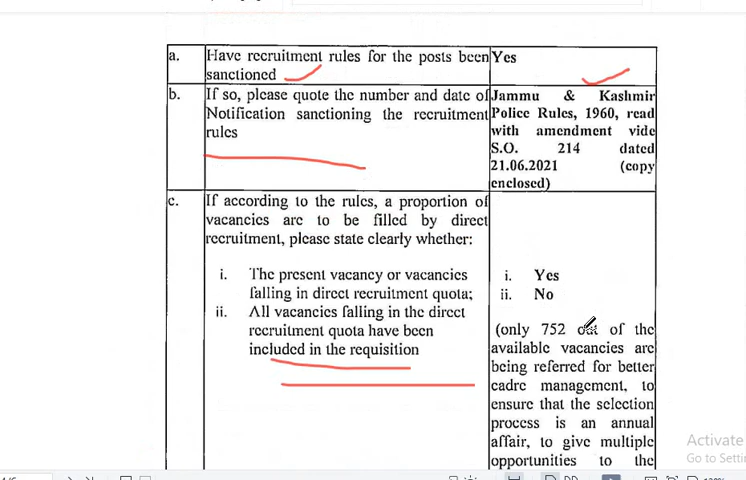 a. Have recruitment rules for the posts been Yes
sanctioned
b. If so, please quote the number and date of Jammu & Kashmir
Notification sanctioning the recruitment Police Rules, 1960, read
rules with amendment vide
S.O. 214 dated
21.06.2021 (copy
enclosed)
c. If according to the rules, a proportion of
vacancies are to be filled by direct
recruitment, please state clearly whether:
i. The present vacancy or vacancies i. Yes
falling in direct recruitment quota; ii. No
ii. All vacancies falling in the direct
recruitment quota have been (only 752 out of the
included in the requisition available vacancies are
being referred for better
cadre management, to
ensure that the selection
process is an annual
affair, to give multiple
opportunities to the
Activate
Go to Setti